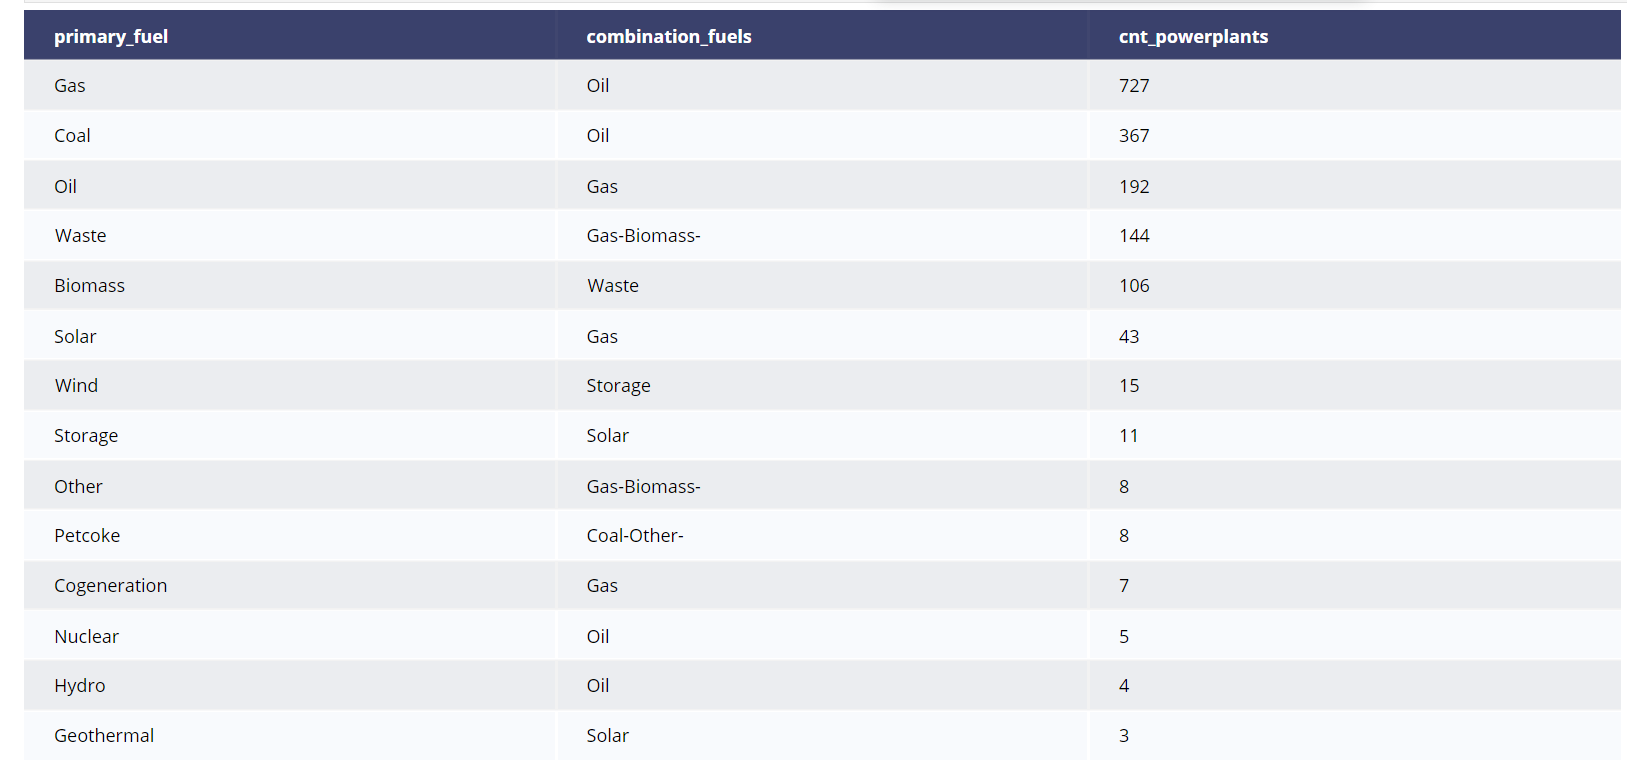 primary_fuel combination_fuels cnt_powerplants
Gas Oil 727
Coal Oil 367
Oil Gas 192
Waste Gas-Biomass- 144
Biomass Waste 106
Solar Gas 43
Wind Storage 15
Storage Solar 11
Other Gas-Biomass- 8
Petcoke Coal-Other- 8
Cogeneration Gas 7
Nuclear Oil 5
Hydro Oil 4
Geothermal Solar 3